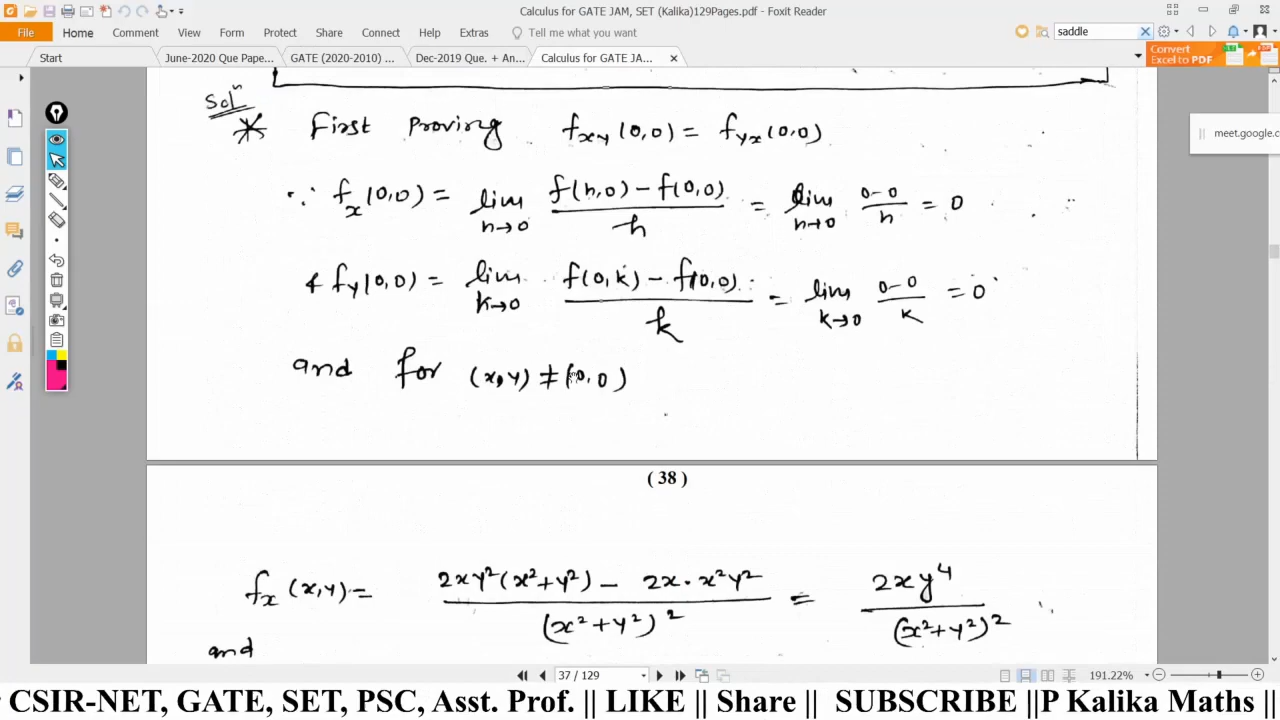 Calculus for GATE JAM, SET (Kalika)129Pages.pdf - Foxit Reader
File Home Comment View Form Protect Share Connect Help Extras Tell me what you want saddle
Start June-2020 Que Pape... GATE (2020-2010) ... Dec-2019 Que. + An... Calculus for GATE JA... Convert Excel to PDF
Solⁿ
* First Proving f_xy(0,0) = f_yx(0,0)
∵ f_x(0,0) = lim h→0 f(h,0) - f(0,0) / h = lim h→0 0-0 / h = 0
& f_y(0,0) = lim k→0 f(0,k) - f(0,0) / k = lim k→0 0-0 / k = 0
and for (x,y) ≠ (0,0)
meet.google.c
( 38 )
f_x (x,y) = 2xy²(x²+y²) - 2x·x²y² / (x²+y²)² = 2xy⁴ / (x²+y²)²
and
37 / 129 191.22%
CSIR-NET, GATE, SET, PSC, Asst. Prof. || LIKE || Share || SUBSCRIBE ||P Kalika Maths ||